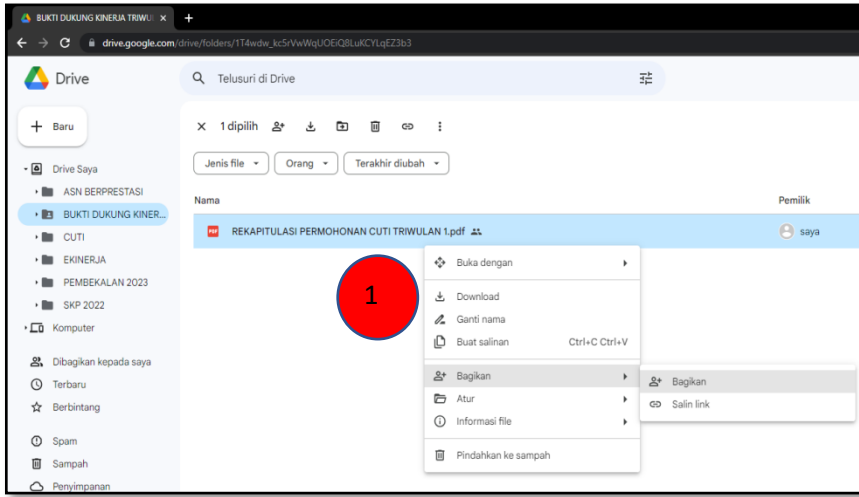 BUKTI DUKUNG KINERJA TRIWUL
drive.google.com/drive/folders/1T4wdw_kc5rVwWqUOEiQ8LuKCYLqEZ3b3
Drive
Telusuri di Drive
Baru
1 dipilih
Jenis file
Orang
Terakhir diubah
Drive Saya
ASN BERPRESTASI
BUKTI DUKUNG KINER...
CUTI
EKINERJA
PEMBEKALAN 2023
SKP 2022
Komputer
Dibagikan kepada saya
Terbaru
Berbintang
Spam
Sampah
Penyimpanan
Nama
Pemilik
REKAPITULASI PERMOHONAN CUTI TRIWULAN 1.pdf
saya
1
Buka dengan
Download
Ganti nama
Buat salinan Ctrl+C Ctrl+V
Bagikan
Atur
Informasi file
Pindahkan ke sampah
Bagikan
Salin link